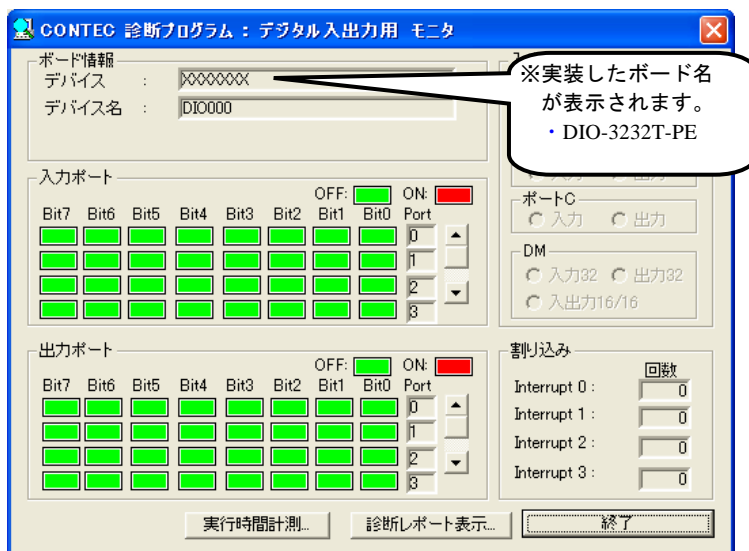 CONTEC 診断プログラム : デジタル入出力用 モニタ
ボード情報
デバイス : XXXXXXX
デバイス名 : DIO000
※実装したボード名
が表示されます。
・DIO-3232T-PE
入力ポート
OFF: ON:
Bit7 Bit6 Bit5 Bit4 Bit3 Bit2 Bit1 Bit0 Port
0
1
2
3
ポートC
入力 出力
DM
入力32 出力32
入出力16/16
出力ポート
OFF: ON:
Bit7 Bit6 Bit5 Bit4 Bit3 Bit2 Bit1 Bit0 Port
0
1
2
3
割り込み
回数
Interrupt 0 : 0
Interrupt 1 : 0
Interrupt 2 : 0
Interrupt 3 : 0
実行時間計測... 診断レポート表示... 終了